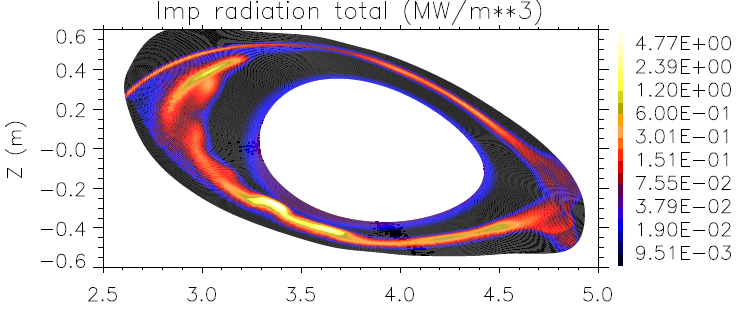 Imp radiation total (MW/m**3)
0.6
0.4
0.2
-0.0
-0.2
-0.4
-0.6
Z (m)
2.5 3.0 3.5 4.0 4.5 5.0
4.77E+00
2.39E+00
1.20E+00
6.00E-01
3.01E-01
1.51E-01
7.55E-02
3.79E-02
1.90E-02
9.51E-03